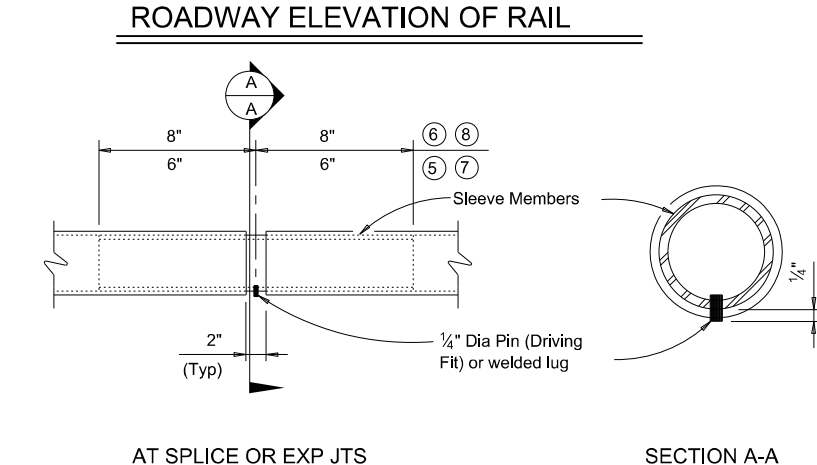 ROADWAY ELEVATION OF RAIL
A
A
8" 8" ⑥ ⑧
6" 6" ⑤ ⑦
Sleeve Members
¼"
2"
(Typ)
¼" Dia Pin (Driving
Fit) or welded lug
AT SPLICE OR EXP JTS
SECTION A-A